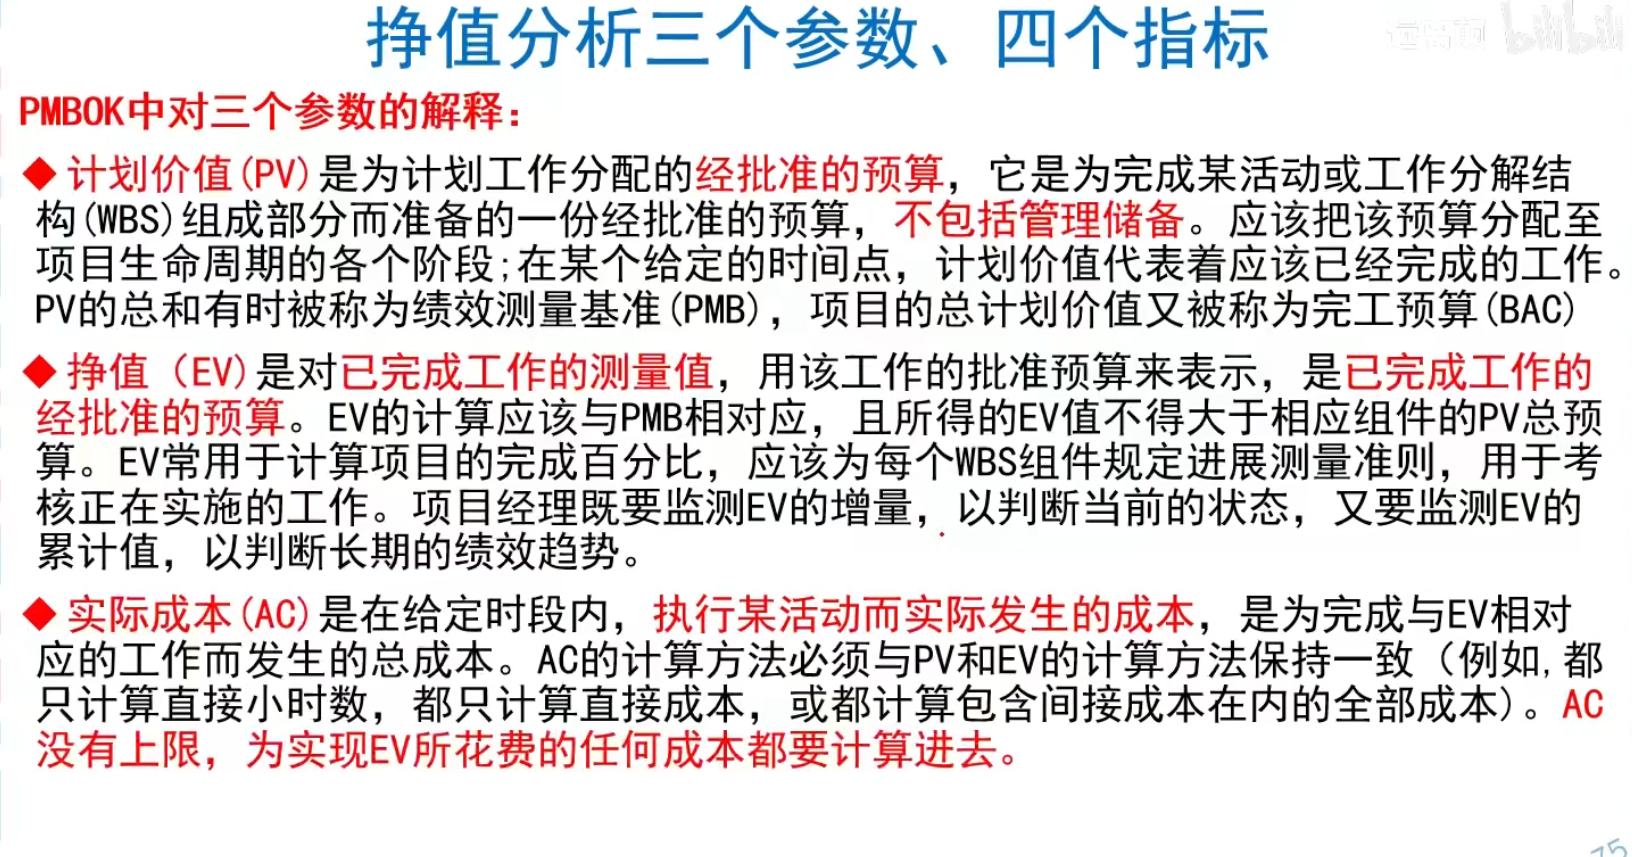 挣值分析三个参数、四个指标
bilibili
PMBOK中对三个参数的解释：
◆ 计划价值(PV)是为计划工作分配的经批准的预算，它是为完成某活动或工作分解结
构(WBS)组成部分而准备的一份经批准的预算，不包括管理储备。应该把该预算分配至
项目生命周期的各个阶段;在某个给定的时间点，计划价值代表着应该已经完成的工作。
PV的总和有时被称为绩效测量基准(PMB)，项目的总计划价值又被称为完工预算(BAC)
◆ 挣值（EV)是对已完成工作的测量值，用该工作的批准预算来表示，是已完成工作的
经批准的预算。EV的计算应该与PMB相对应，且所得的EV值不得大于相应组件的PV总预
算。EV常用于计算项目的完成百分比，应该为每个WBS组件规定进展测量准则，用于考
核正在实施的工作。项目经理既要监测EV的增量，以判断当前的状态，又要监测EV的
累计值，以判断长期的绩效趋势。
◆ 实际成本(AC)是在给定时段内，执行某活动而实际发生的成本，是为完成与EV相对
应的工作而发生的总成本。AC的计算方法必须与PV和EV的计算方法保持一致（例如,都
只计算直接小时数，都只计算直接成本，或都计算包含间接成本在内的全部成本)。AC
没有上限，为实现EV所花费的任何成本都要计算进去。
75